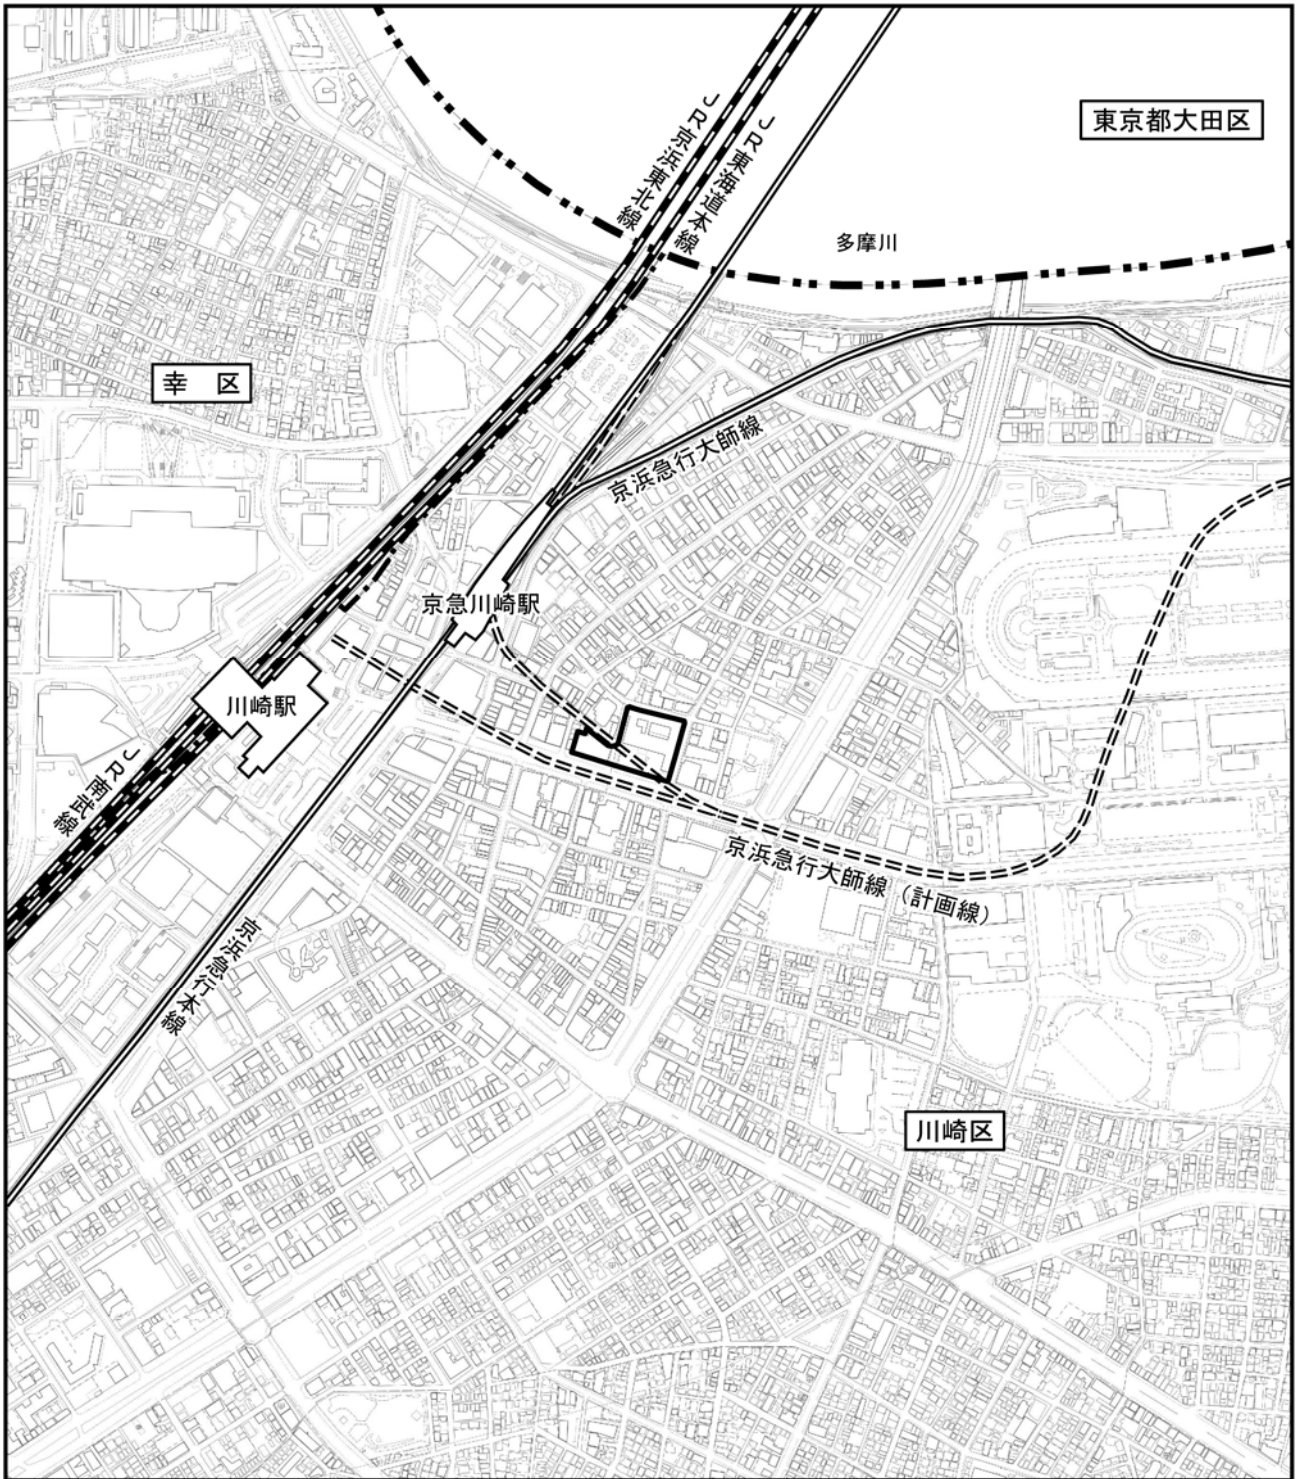 東京都大田区
JR京浜東北線
JR東海道本線
多摩川
幸 区
京浜急行大師線
京急川崎駅
川崎駅
JR南武線
京浜急行大師線（計画線）
京浜急行本線
川崎区